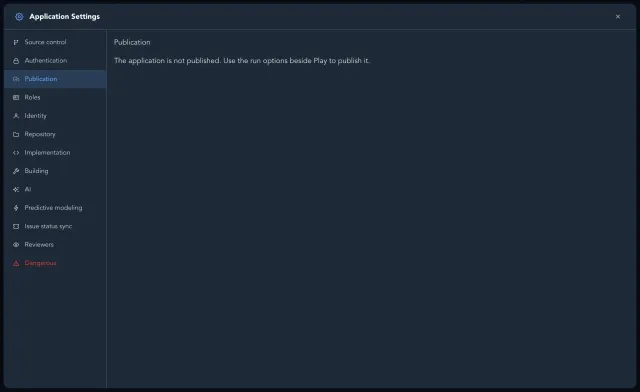 Application Settings
Source control
Authentication
Publication
Roles
Identity
Repository
Implementation
Building
AI
Predictive modeling
Issue status sync
Reviewers
Dangerous
Publication
The application is not published. Use the run options beside Play to publish it.